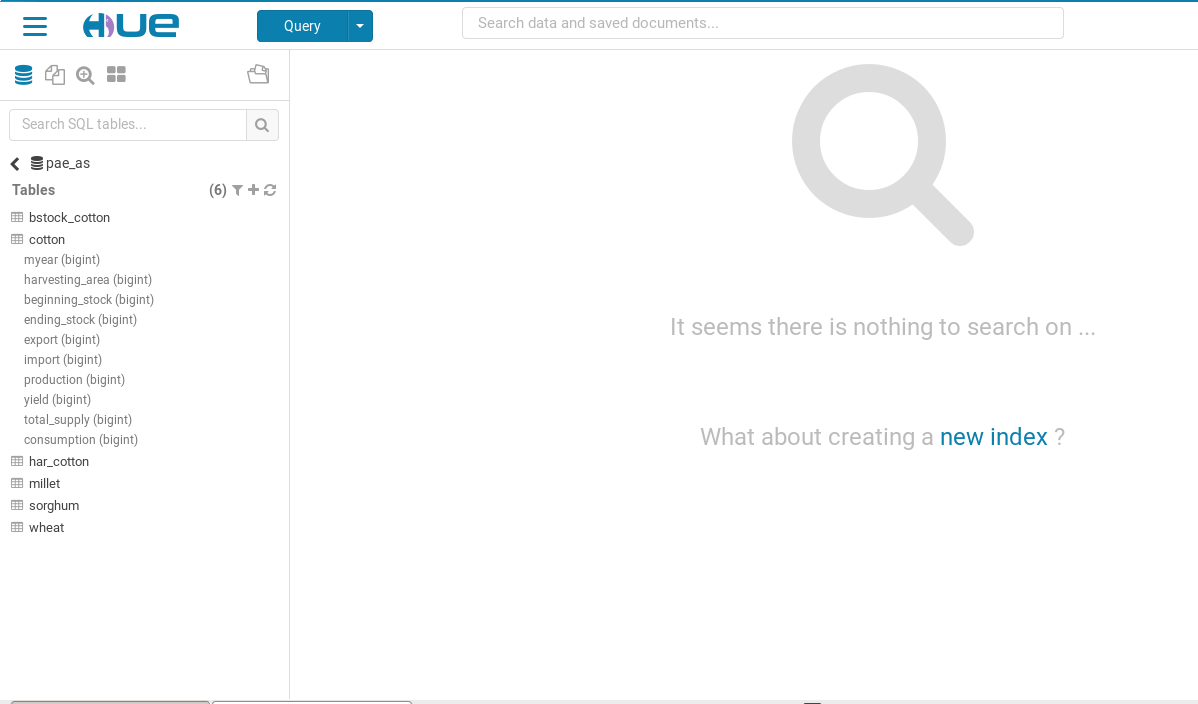 HUE
Query
Search data and saved documents...
Search SQL tables...
pae_as
Tables (6)
bstock_cotton
cotton
myear (bigint)
harvesting_area (bigint)
beginning_stock (bigint)
ending_stock (bigint)
export (bigint)
import (bigint)
production (bigint)
yield (bigint)
total_supply (bigint)
consumption (bigint)
har_cotton
millet
sorghum
wheat
It seems there is nothing to search on ...
What about creating a new index ?